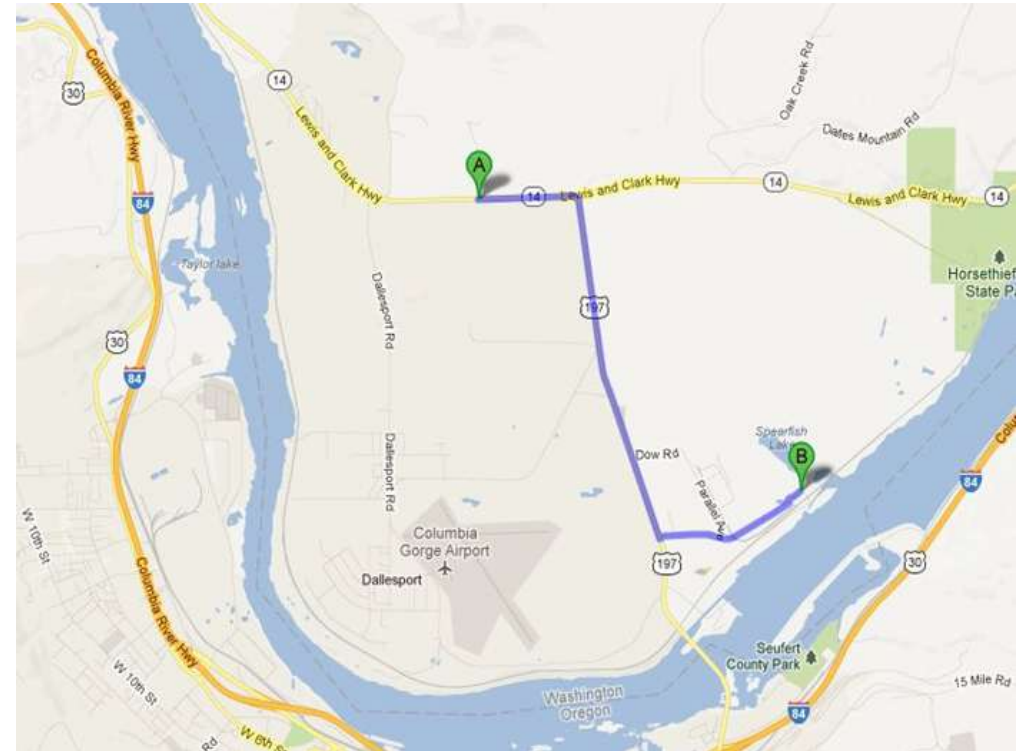 30
Columbia River Hwy
14
Lewis and Clark Hwy
Oak Creek Rd
Dalles Mountain Rd
A
14
Lewis and Clark Hwy
14
Lewis and Clark Hwy
14
84
Taylor lake
Horsethief
State Pa
Dallesport Rd
197
30
84
Spearfish
Lake
B
Dow Rd
Dallesport Rd
Parallel Ave
Colum
84
W 10th St
Columbia
Gorge Airport
Dallesport
197
30
Columbia River Hwy
Seufert
County Park
W 10th St
Washington
Oregon
15 Mile Rd
84
W 6th St
Rd